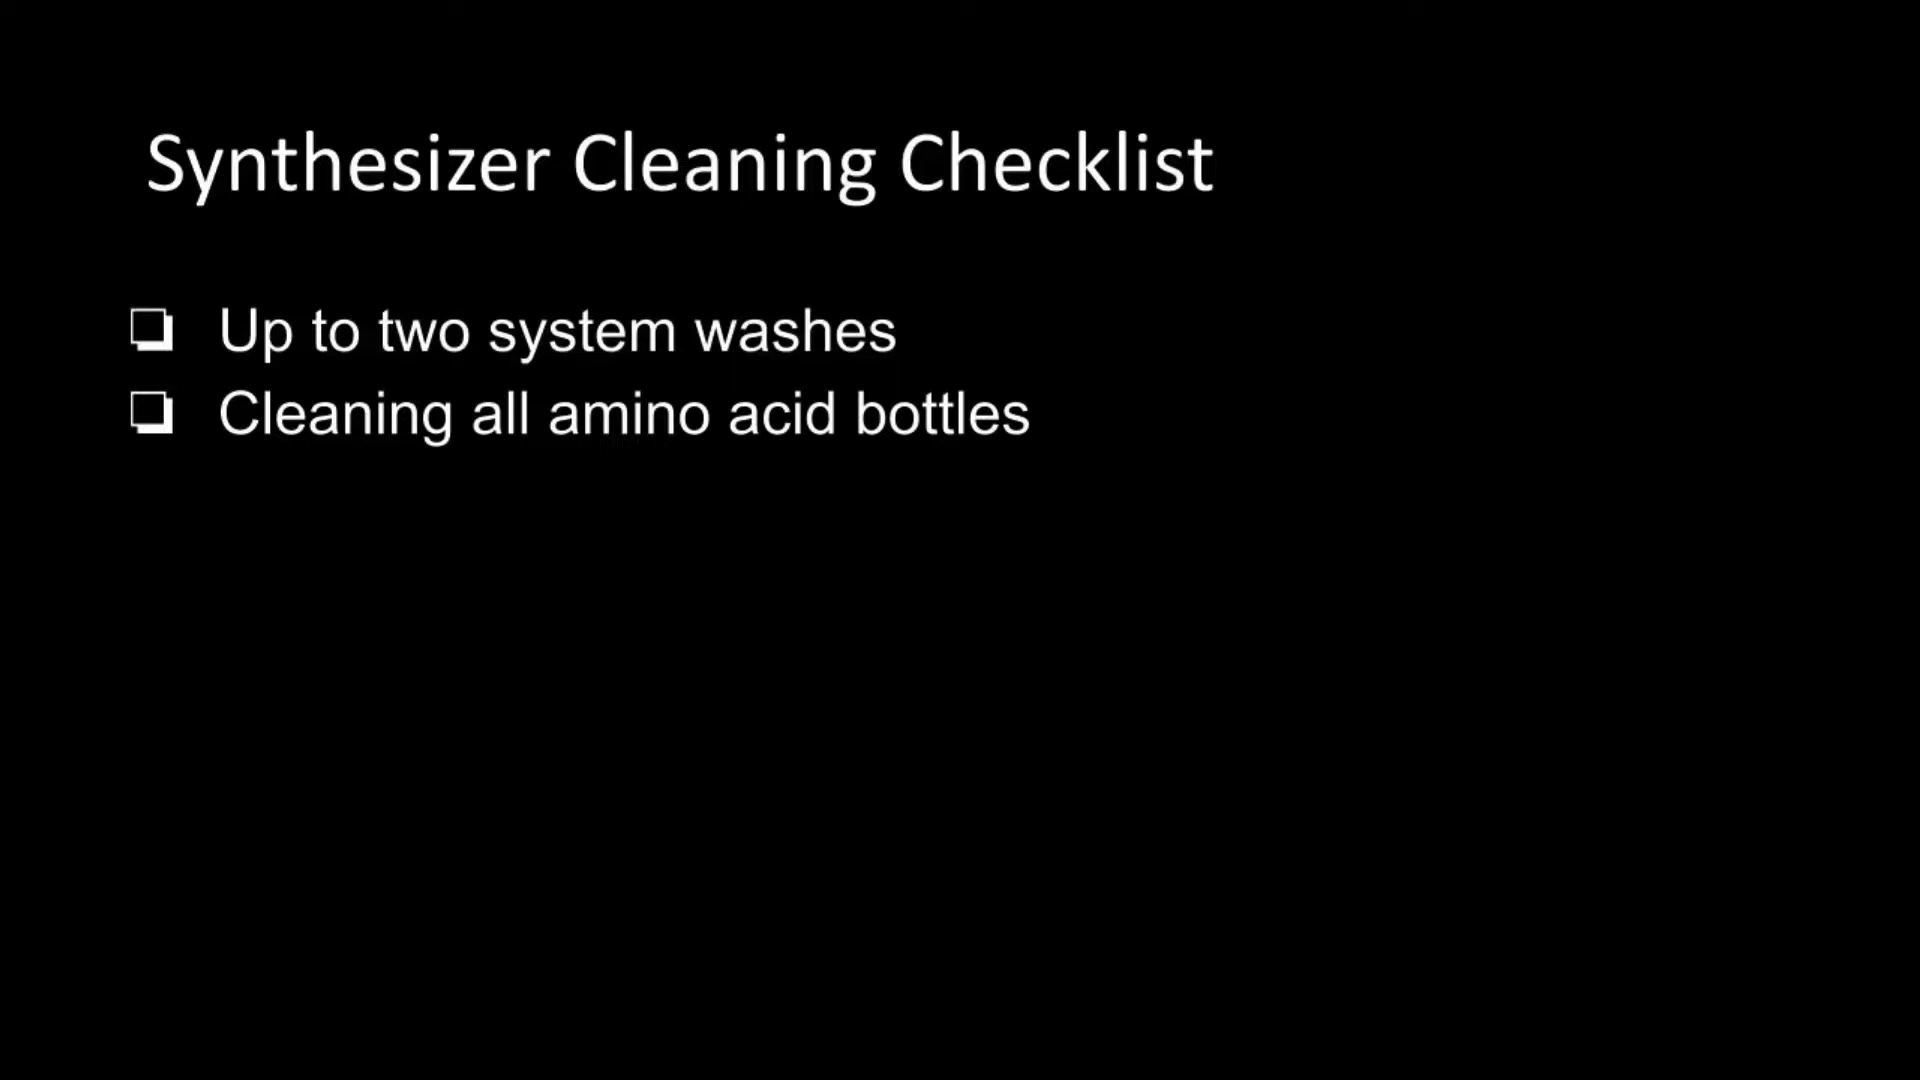 Synthesizer Cleaning Checklist
❑ Up to two system washes
❑ Cleaning all amino acid bottles